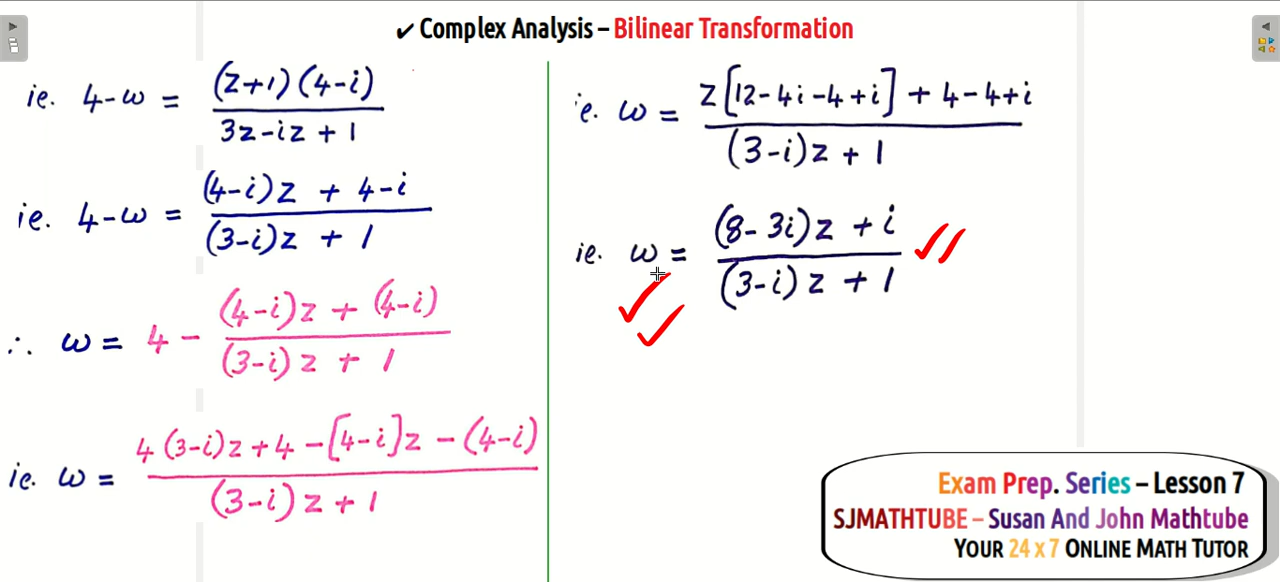 ✔ Complex Analysis – Bilinear Transformation
ie. 4-ω = (z+1)(4-i) / 3z-iz+1
ie. 4-ω = (4-i)z + 4-i / (3-i)z + 1
∴ ω = 4 - (4-i)z + (4-i) / (3-i)z + 1
ie. ω = 4(3-i)z+4-[4-i]z-(4-i) / (3-i)z+1
ie. ω = z[12-4i-4+i] + 4-4+i / (3-i)z + 1
ie. ω = (8-3i)z + i / (3-i)z + 1
Exam Prep. Series – Lesson 7
SJMATHTUBE – Susan And John Mathtube
YOUR 24 x 7 ONLINE MATH TUTOR